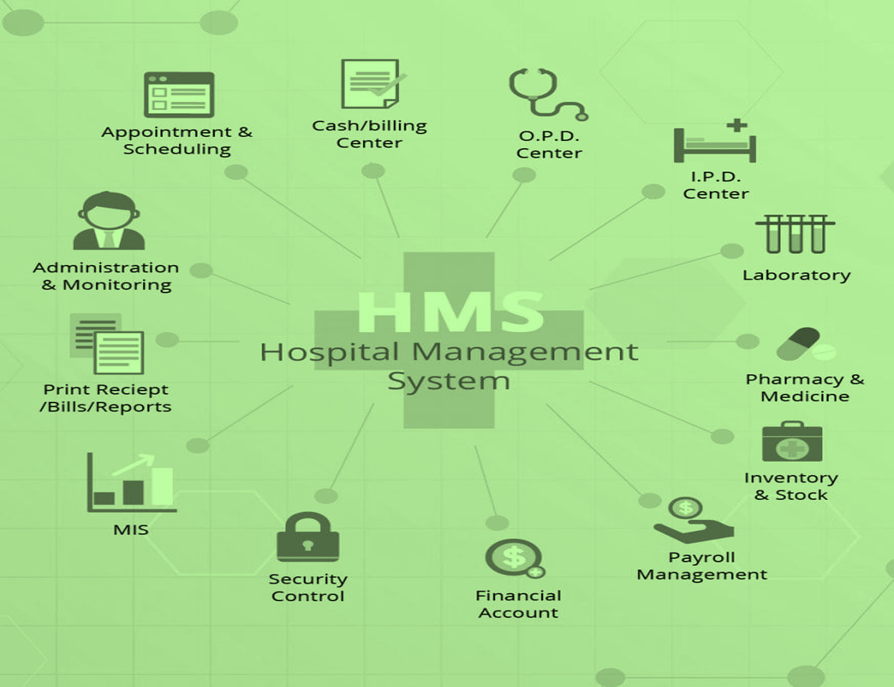 Appointment &
Scheduling
Cash/billing
Center
O.P.D.
Center
I.P.D.
Center
Laboratory
Pharmacy &
Medicine
Inventory
& Stock
Payroll
Management
Financial
Account
Security
Control
MIS
Print Reciept
/Bills/Reports
Administration
& Monitoring
HMS
Hospital Management
System
$
$